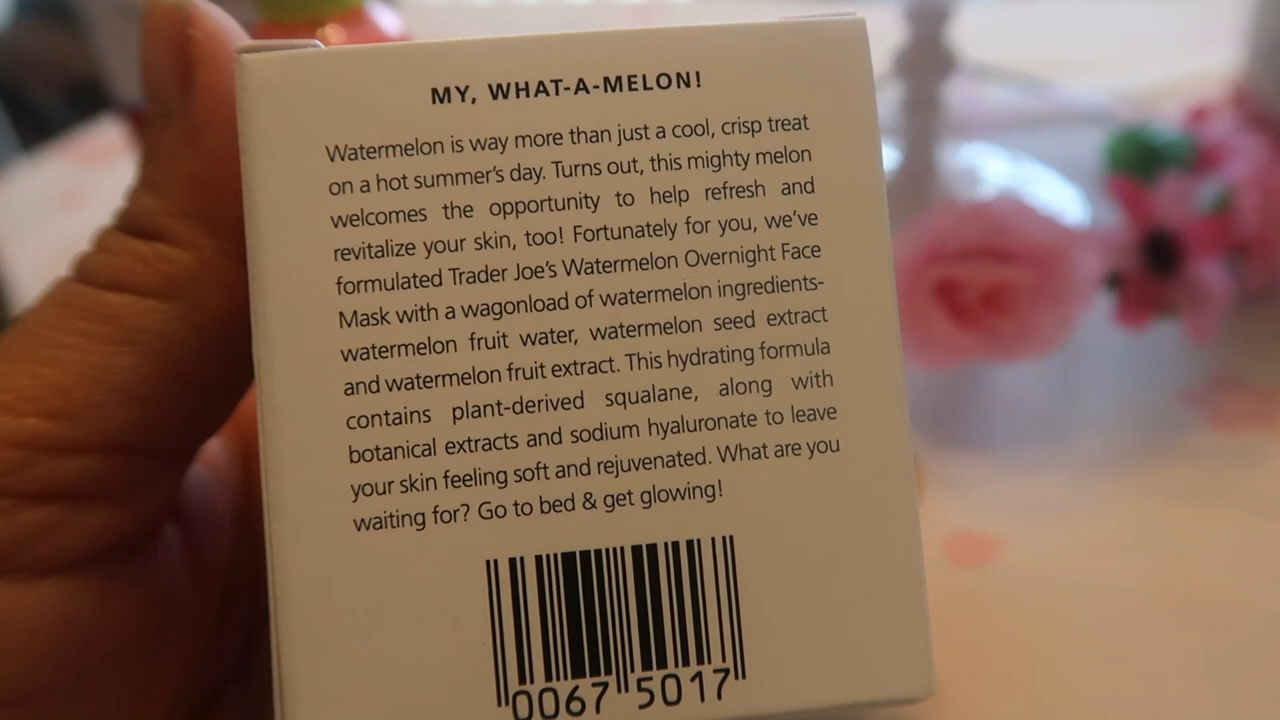 MY, WHAT-A-MELON!
Watermelon is way more than just a cool, crisp treat
on a hot summer's day. Turns out, this mighty melon
welcomes the opportunity to help refresh and
revitalize your skin, too! Fortunately for you, we've
formulated Trader Joe's Watermelon Overnight Face
Mask with a wagonload of watermelon ingredients-
watermelon fruit water, watermelon seed extract
and watermelon fruit extract. This hydrating formula
contains plant-derived squalane, along with
botanical extracts and sodium hyaluronate to leave
your skin feeling soft and rejuvenated. What are you
waiting for? Go to bed & get glowing!
0067 5017